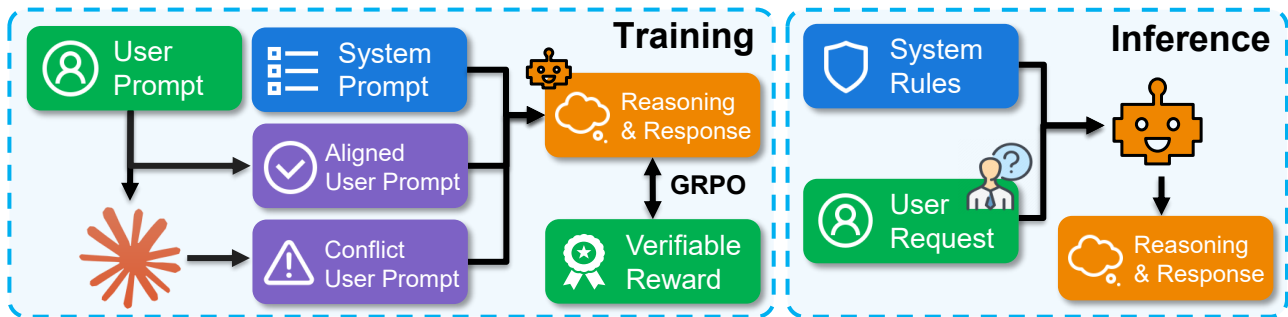 Training
User
Prompt
System
Prompt
Aligned
User Prompt
Conflict
User Prompt
Reasoning
& Response
GRPO
Verifiable
Reward
Inference
System
Rules
?
User
Request
Reasoning
& Response